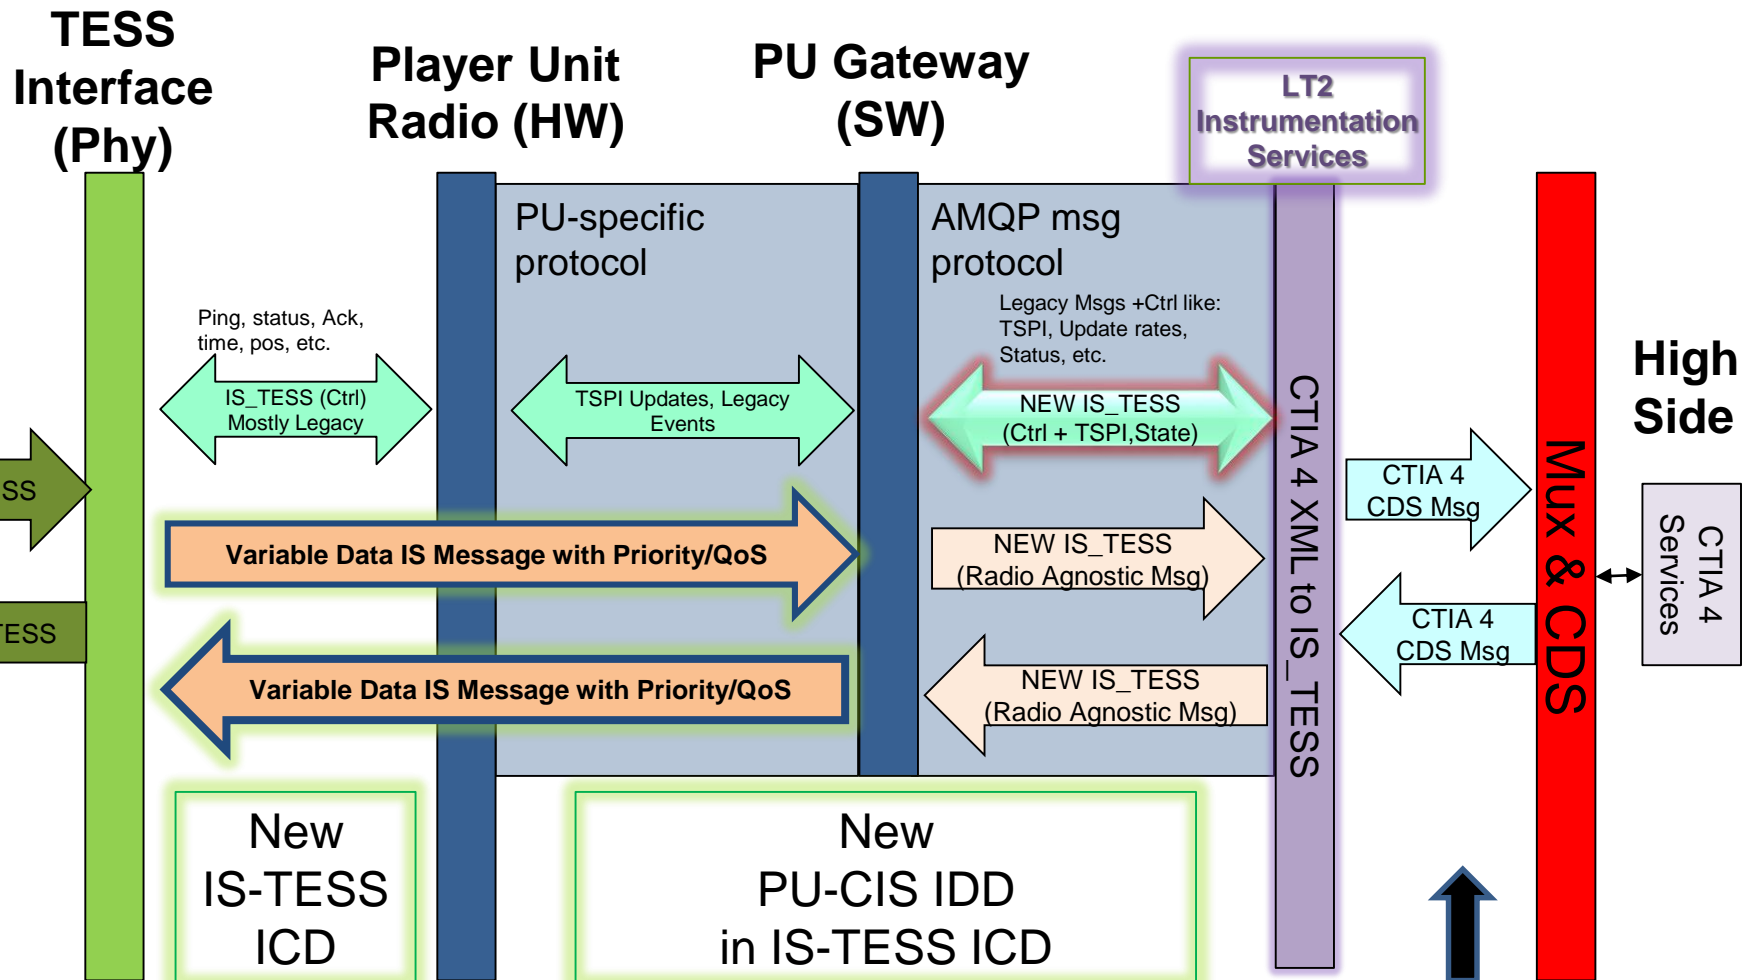 TESS
Interface
(Phy)
Player Unit
Radio (HW)
PU Gateway
(SW)
LT2
Instrumentation
Services
PU-specific
protocol
AMQP msg
protocol
Ping, status, Ack,
time, pos, etc.
Legacy Msgs +Ctrl like:
TSPI, Update rates,
Status, etc.
High
Side
IS_TESS (Ctrl)
Mostly Legacy
TSPI Updates, Legacy
Events
NEW IS_TESS
(Ctrl + TSPI,State)
CTIA 4 XML to IS_TESS
Mux & CDS
SS
CTIA 4
CDS Msg
CTIA 4
Services
Variable Data IS Message with Priority/QoS
NEW IS_TESS
(Radio Agnostic Msg)
TESS
CTIA 4
CDS Msg
Variable Data IS Message with Priority/QoS
NEW IS_TESS
(Radio Agnostic Msg)
New
IS-TESS
ICD
New
PU-CIS IDD
in IS-TESS ICD